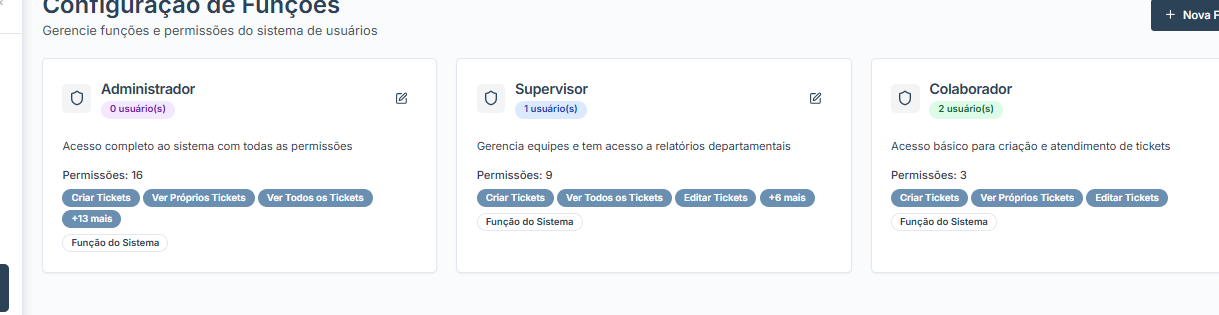 Configuração de Funções
Gerencie funções e permissões do sistema de usuários
+ Nova F
Administrador
0 usuário(s)
Acesso completo ao sistema com todas as permissões
Permissões: 16
Criar Tickets Ver Próprios Tickets Ver Todos os Tickets
+13 mais
Função do Sistema
Supervisor
1 usuário(s)
Gerencia equipes e tem acesso a relatórios departamentais
Permissões: 9
Criar Tickets Ver Todos os Tickets Editar Tickets +6 mais
Função do Sistema
Colaborador
2 usuário(s)
Acesso básico para criação e atendimento de tickets
Permissões: 3
Criar Tickets Ver Próprios Tickets Editar Tickets
Função do Sistema